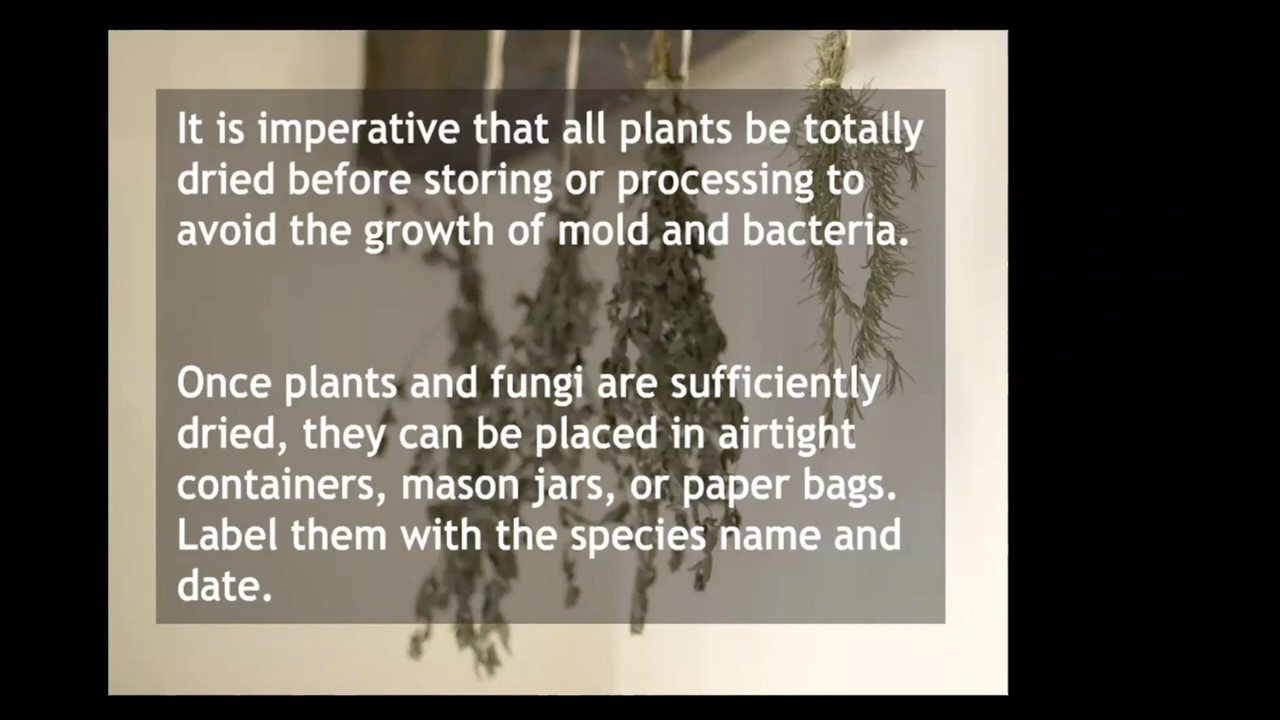 It is imperative that all plants be totally
dried before storing or processing to
avoid the growth of mold and bacteria.
Once plants and fungi are sufficiently
dried, they can be placed in airtight
containers, mason jars, or paper bags.
Label them with the species name and
date.